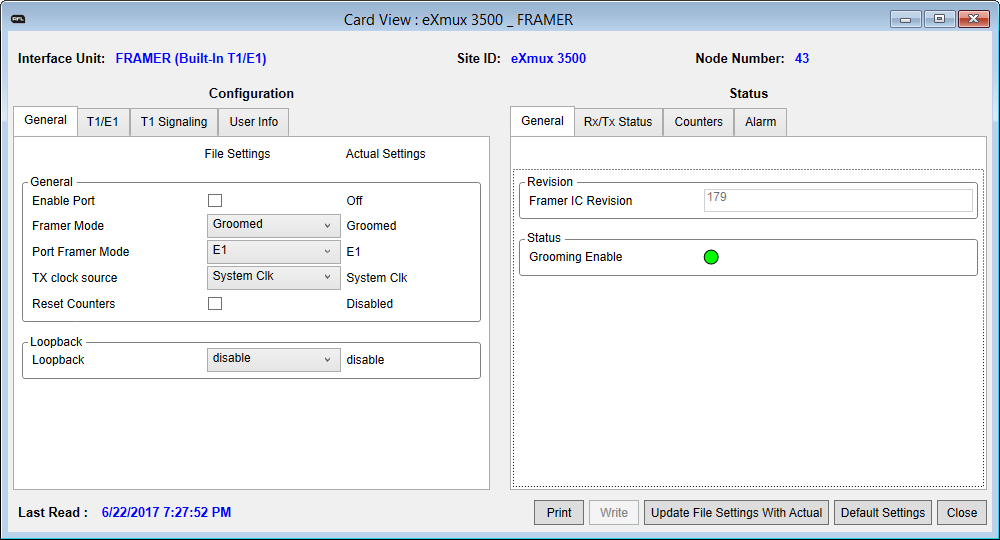 RFL
Card View : eXmux 3500 _ FRAMER
Interface Unit: FRAMER (Built-In T1/E1) Site ID: eXmux 3500 Node Number: 43
Configuration
General T1/E1 T1 Signaling User Info
File Settings Actual Settings
General
Enable Port Off
Framer Mode Groomed Groomed
Port Framer Mode E1 E1
TX clock source System Clk System Clk
Reset Counters Disabled
Loopback
Loopback disable disable
Status
General Rx/Tx Status Counters Alarm
Revision
Framer IC Revision 179
Status
Grooming Enable
Last Read : 6/22/2017 7:27:52 PM
Print Write Update File Settings With Actual Default Settings Close